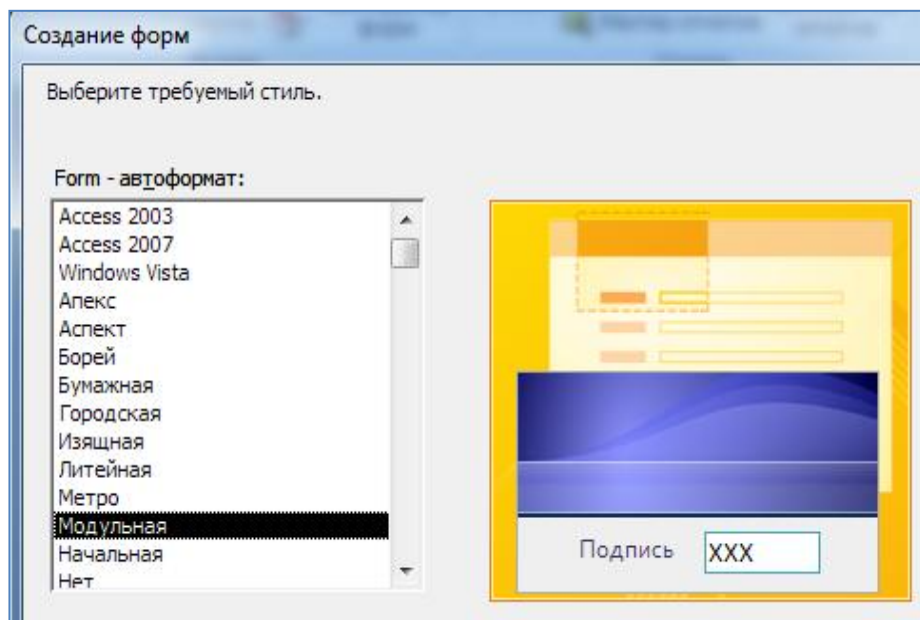 Создание форм
Выберите требуемый стиль.
Form - автоформат:
Access 2003
Access 2007
Windows Vista
Апекс
Аспект
Борей
Бумажная
Городская
Изящная
Литейная
Метро
Модульная
Начальная
Нет
Подпись XXX